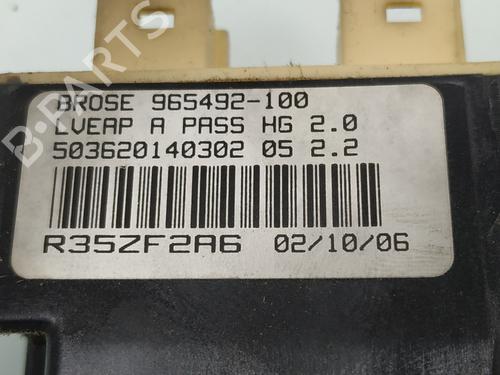 BROSE 965492-100
LVEAP A PASS HG 2.0
503620140302 05 2.2
R35ZF2A6 02/10/06
B-PARTS